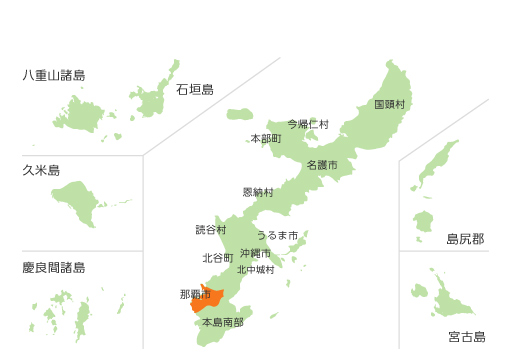 八重山諸島
石垣島
国頭村
今帰仁村
本部町
名護市
久米島
恩納村
読谷村
うるま市
島尻郡
沖縄市
北谷町
北中城村
慶良間諸島
那覇市
本島南部
宮古島